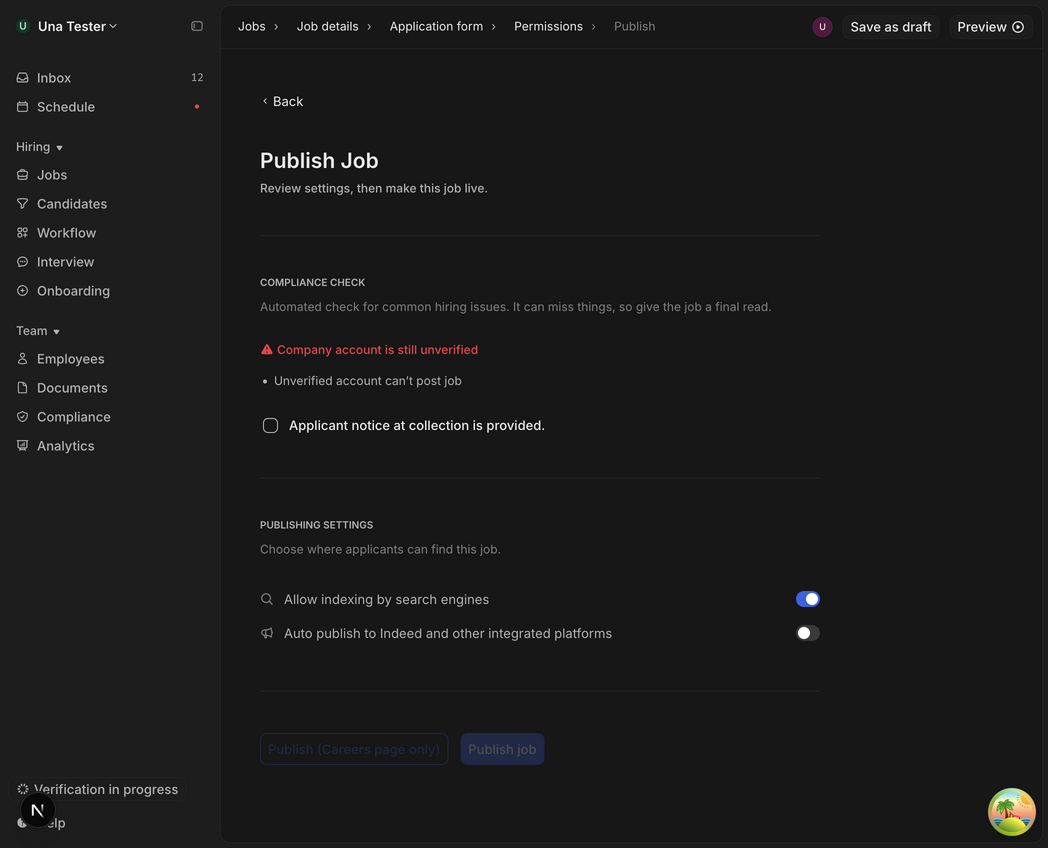 U Una Tester
Jobs › Job details › Application form › Permissions › Publish
U Save as draft Preview
Inbox 12
Schedule
Hiring
Jobs
Candidates
Workflow
Interview
Onboarding
Team
Employees
Documents
Compliance
Analytics
Verification in progress
N
‹ Back
Publish Job
Review settings, then make this job live.
COMPLIANCE CHECK
Automated check for common hiring issues. It can miss things, so give the job a final read.
Company account is still unverified
• Unverified account can’t post job
Applicant notice at collection is provided.
PUBLISHING SETTINGS
Choose where applicants can find this job.
Allow indexing by search engines
Auto publish to Indeed and other integrated platforms
Publish (Careers page only) Publish job